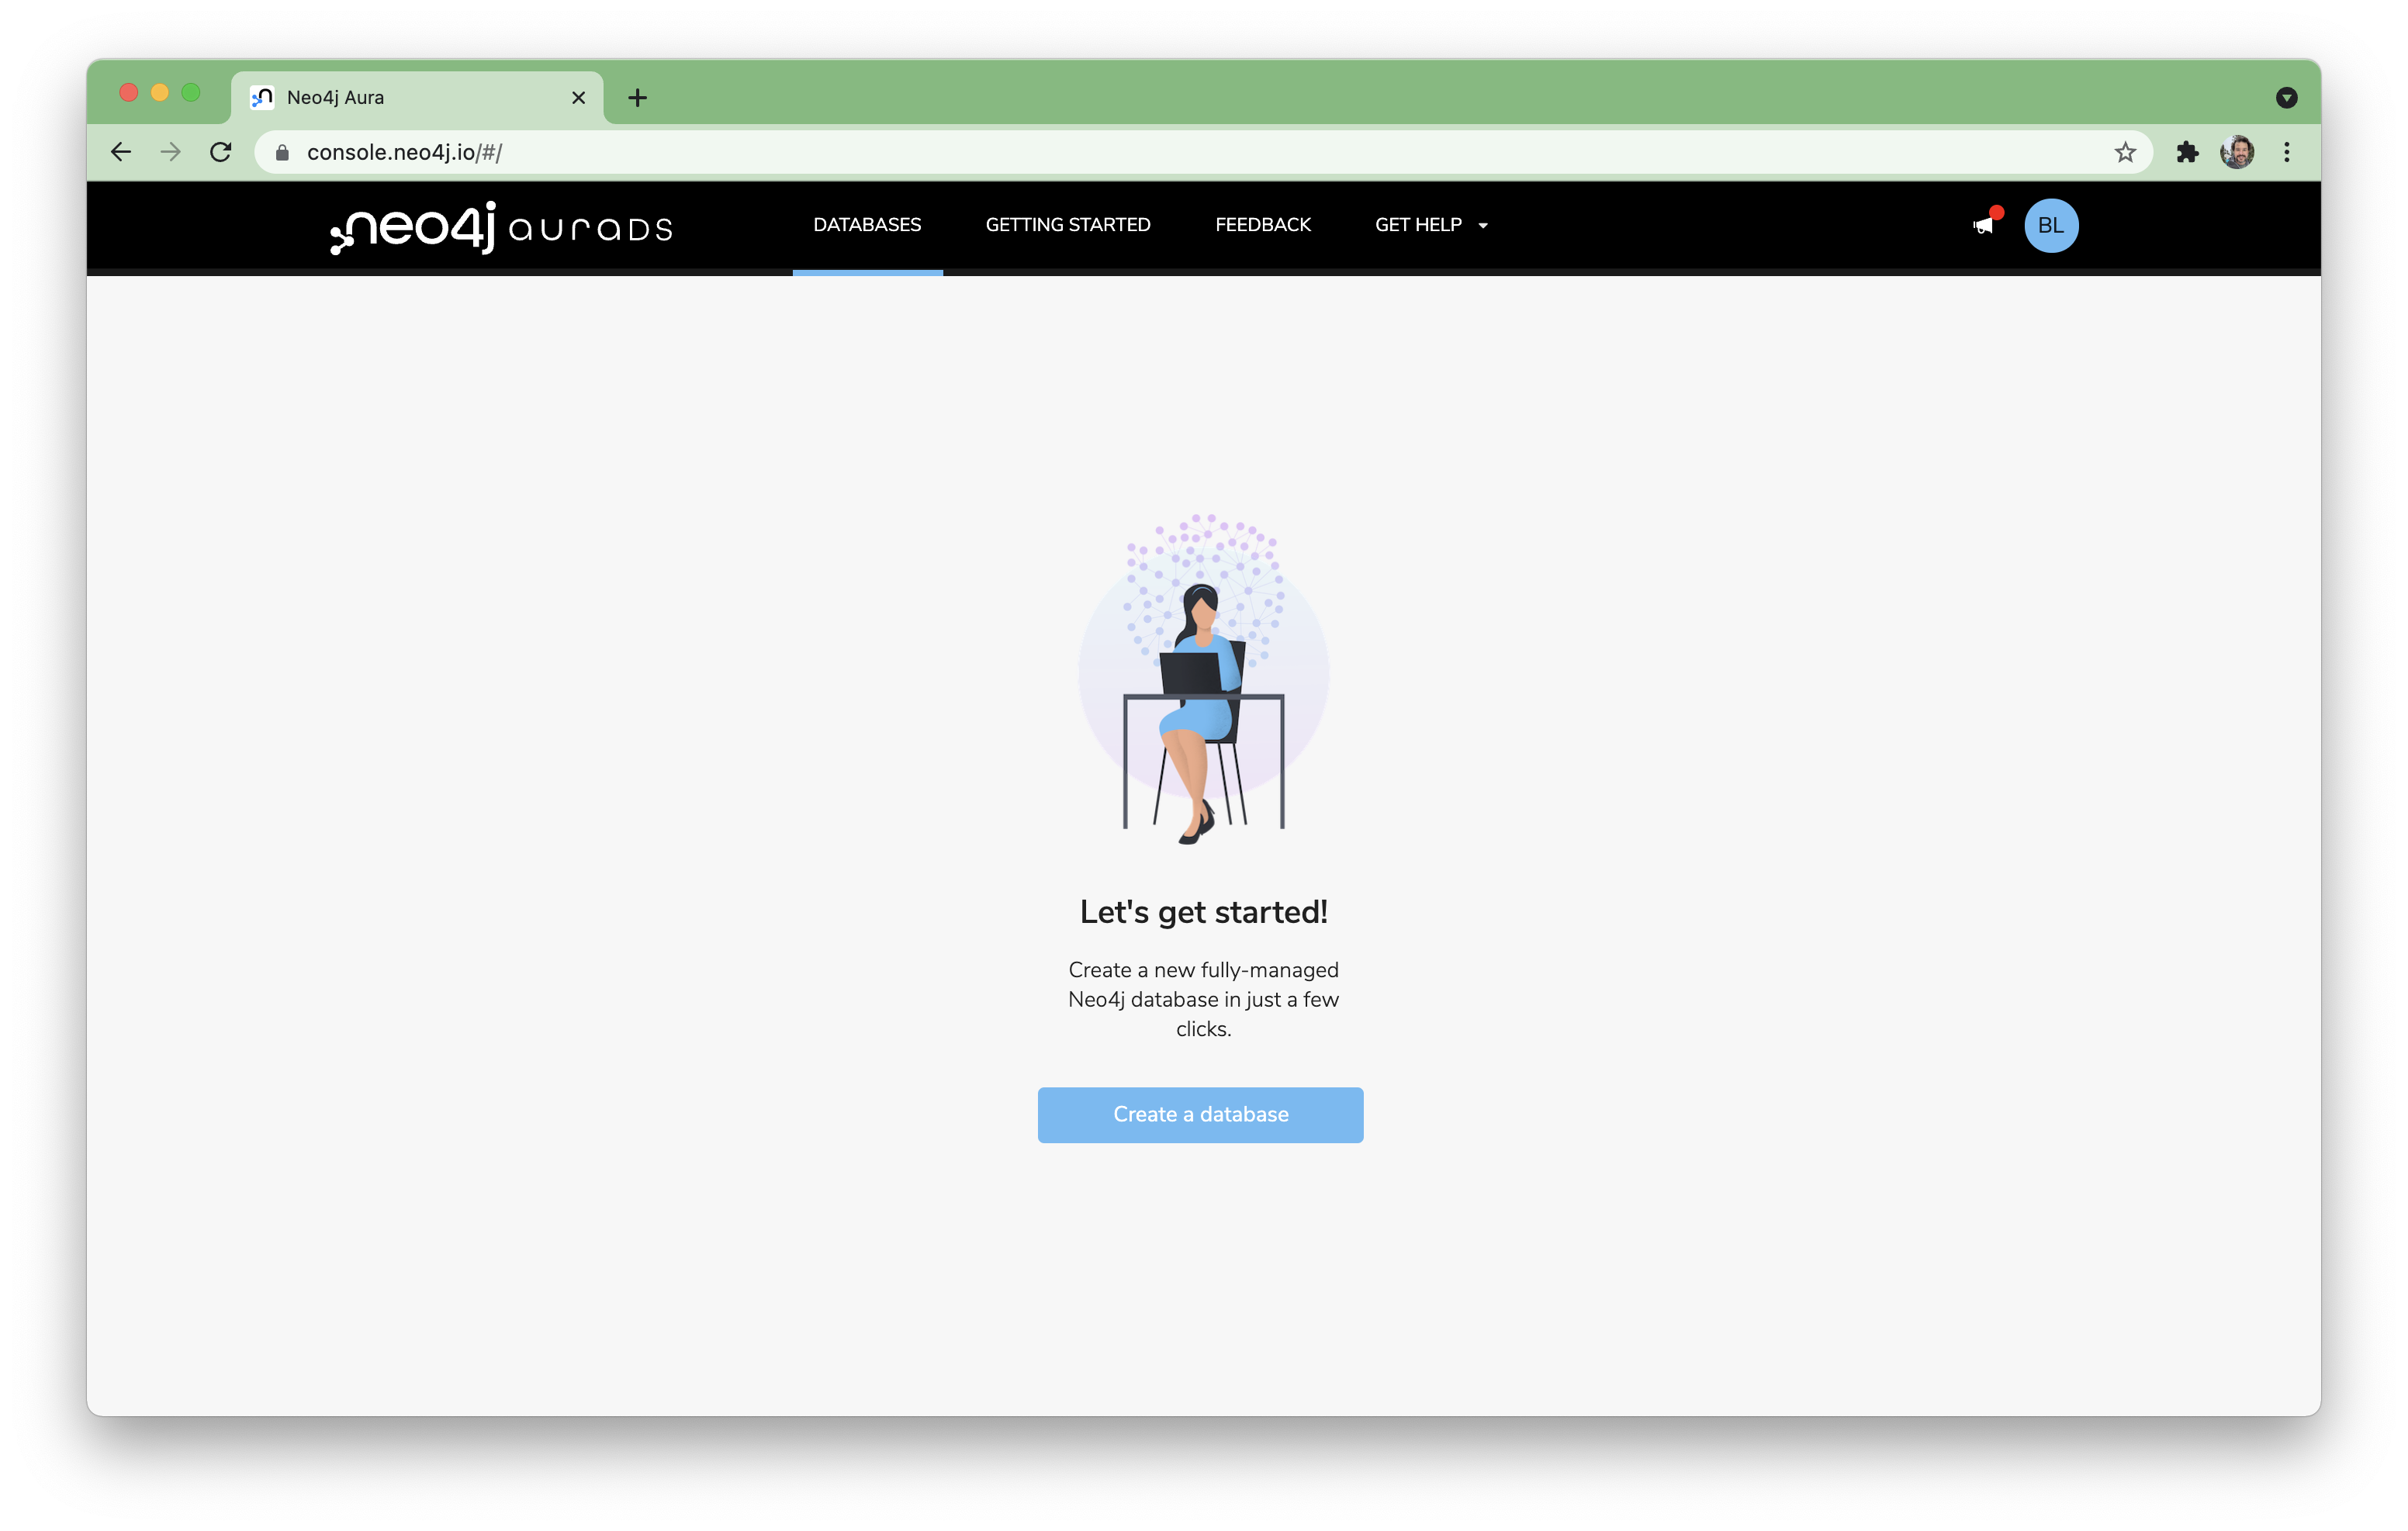 Neo4j Aura
console.neo4j.io/#/
neo4j auraDS
DATABASES
GETTING STARTED
FEEDBACK
GET HELP
BL
Let's get started!
Create a new fully-managed
Neo4j database in just a few
clicks.
Create a database